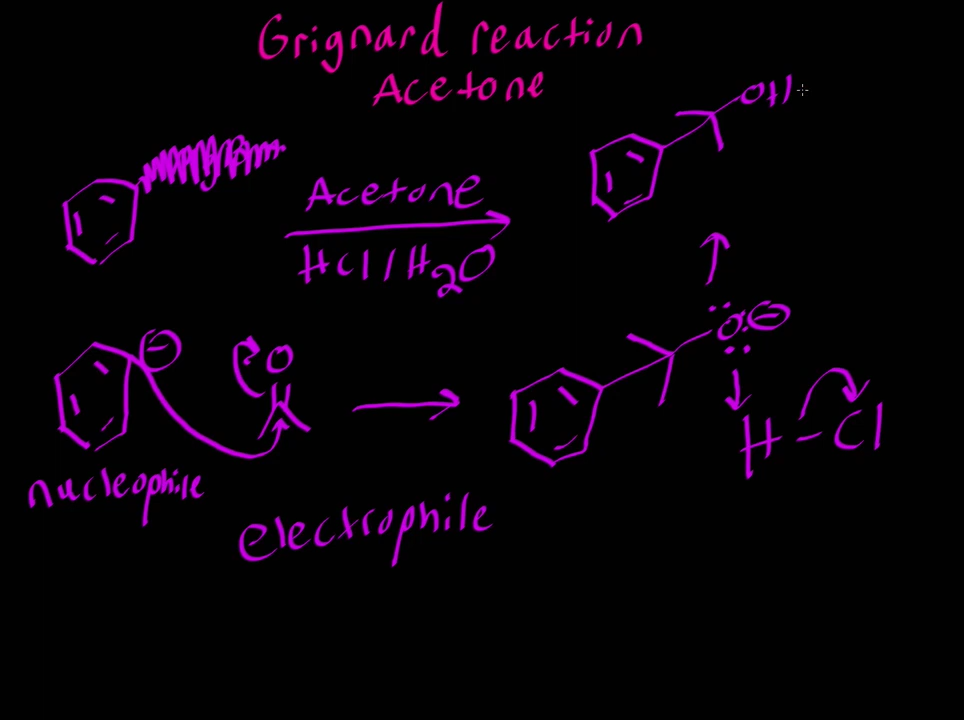 Grignard reaction
Acetone
OH
Acetone
HCl / H2O
⊖
O
:O:⊖
H - Cl
nucleophile
electrophile